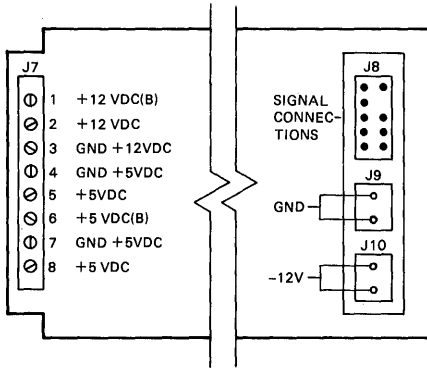 J7
1 +12 VDC(B)
2 +12 VDC
3 GND +12VDC
4 GND +5VDC
5 +5VDC
6 +5 VDC(B)
7 GND +5VDC
8 +5 VDC
J8
SIGNAL
CONNEC-
TIONS
J9
GND
J10
-12V